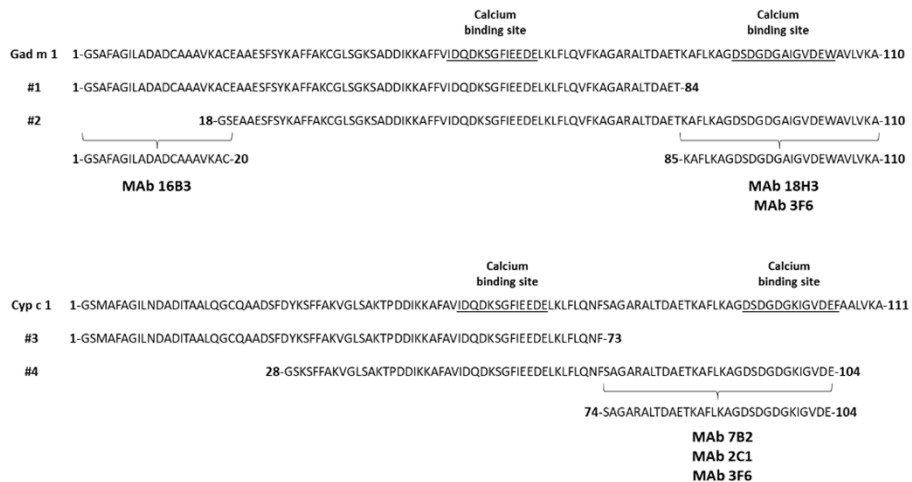 Calcium Calcium
binding site binding site
Gad m 1 1-GSAFAGILADADCAAAVKACEAAESFSYKAFFAKCGLSGKSADDIKKAFFVIDQDKSGFIEEDELKLFLQVFKAGARALTDAETKAFLKAGDSDGDGAIGVDEWAVLVKA-110
#1 1-GSAFAGILADADCAAAVKACEAAESFSYKAFFAKCGLSGKSADDIKKAFFVIDQDKSGFIEEDELKLFLQVFKAGARALTDAET-84
#2 18-GSEAAESFSYKAFFAKCGLSGKSADDIKKAFFVIDQDKSGFIEEDELKLFLQVFKAGARALTDAETKAFLKAGDSDGDGAIGVDEWAVLVKA-110
1-GSAFAGILADADCAAAVKAC-20 85-KAFLKAGDSDGDGAIGVDEWAVLVKA-110
MAb 16B3 MAb 18H3
MAb 3F6
Calcium Calcium
binding site binding site
Cyp c 1 1-GSMAFAGILNDADITAALQGCQAADSFDYKSFFAKVGLSAKTPDDIKKAFAVIDQDKSGFIEEDELKLFLQNFSAGARALTDAETKAFLKAGDSDGDGKIGVDEFAALVKA-111
#3 1-GSMAFAGILNDADITAALQGCQAADSFDYKSFFAKVGLSAKTPDDIKKAFAVIDQDKSGFIEEDELKLFLQNF-73
#4 28-GSKSFFAKVGLSAKTPDDIKKAFAVIDQDKSGFIEEDELKLFLQNFSAGARALTDAETKAFLKAGDSDGDGKIGVDE-104
74-SAGARALTDAETKAFLKAGDSDGDGKIGVDE-104
MAb 7B2
MAb 2C1
MAb 3F6